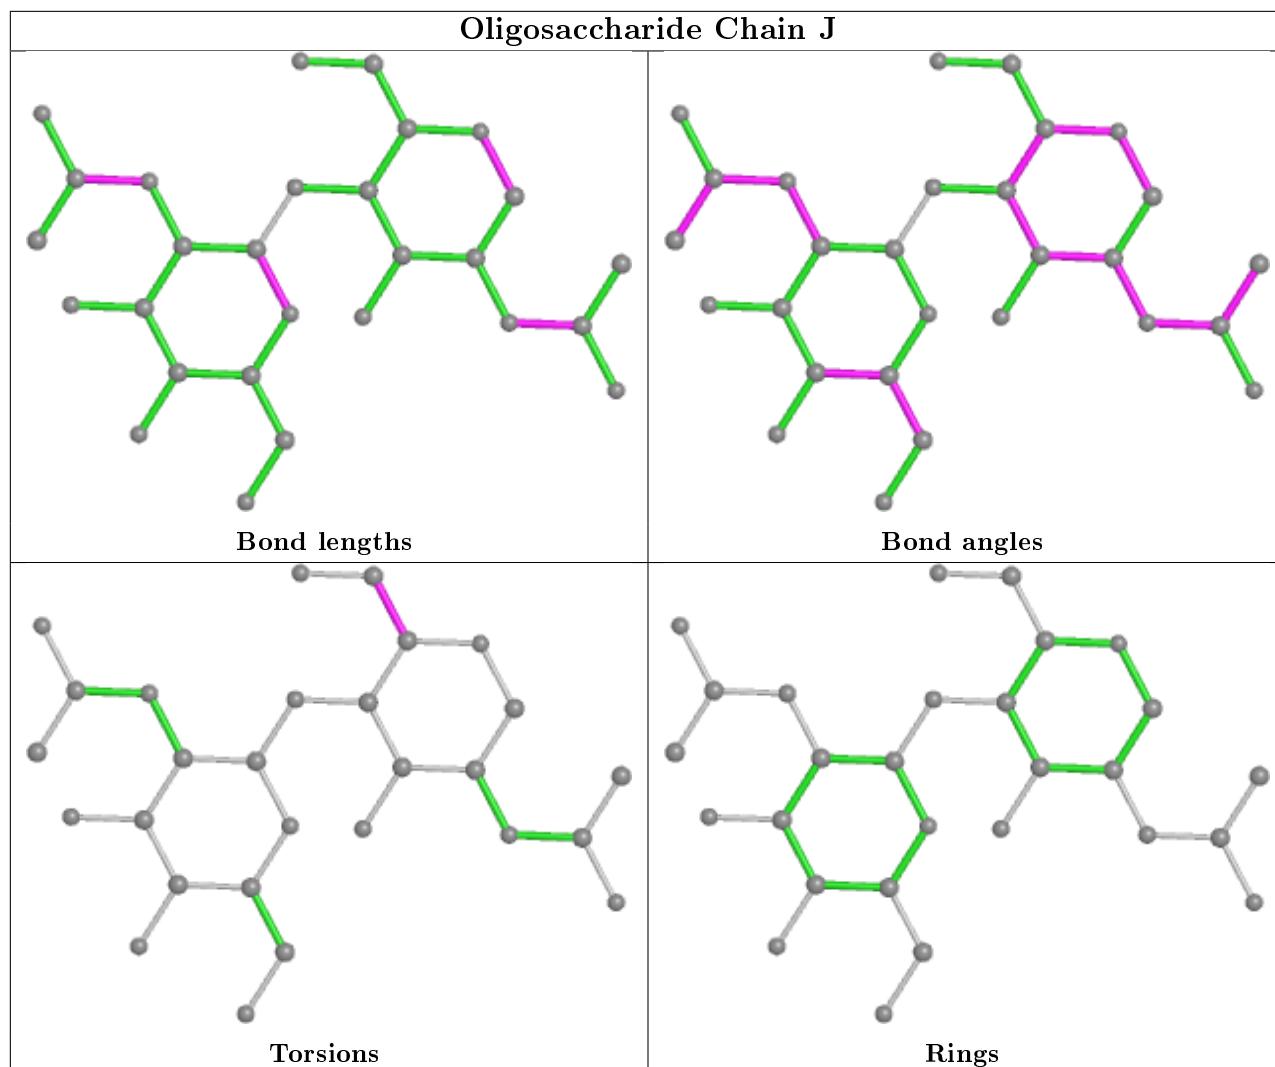 Oligosaccharide Chain J
Bond lengths
Bond angles
Torsions
Rings